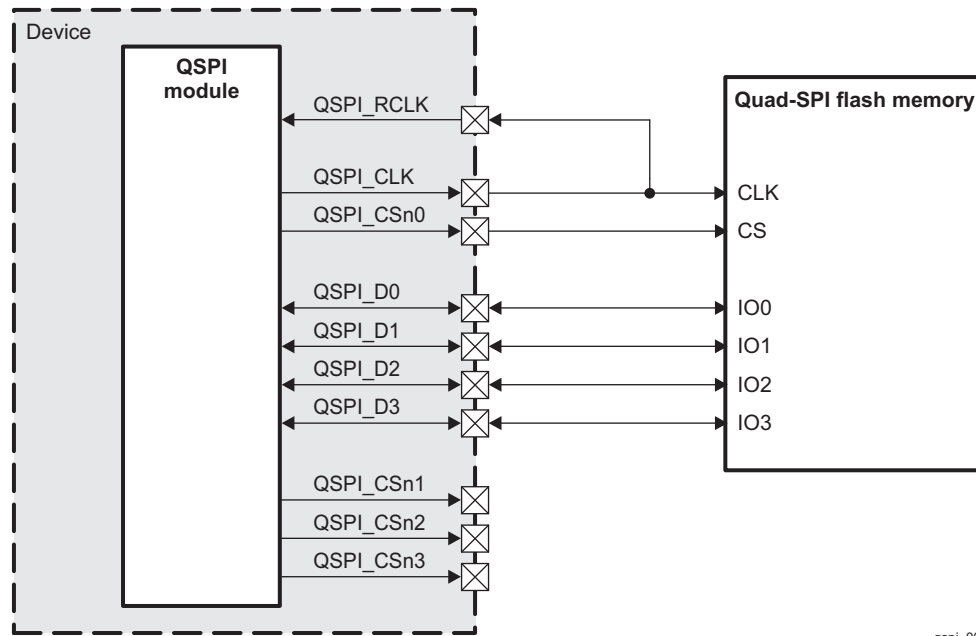 Device
QSPI
module
Quad-SPI flash memory
QSPI_RCLK
QSPI_CLK
CLK
QSPI_CSn0
CS
QSPI_D0
IO0
QSPI_D1
IO1
QSPI_D2
IO2
QSPI_D3
IO3
QSPI_CSn1
QSPI_CSn2
QSPI_CSn3